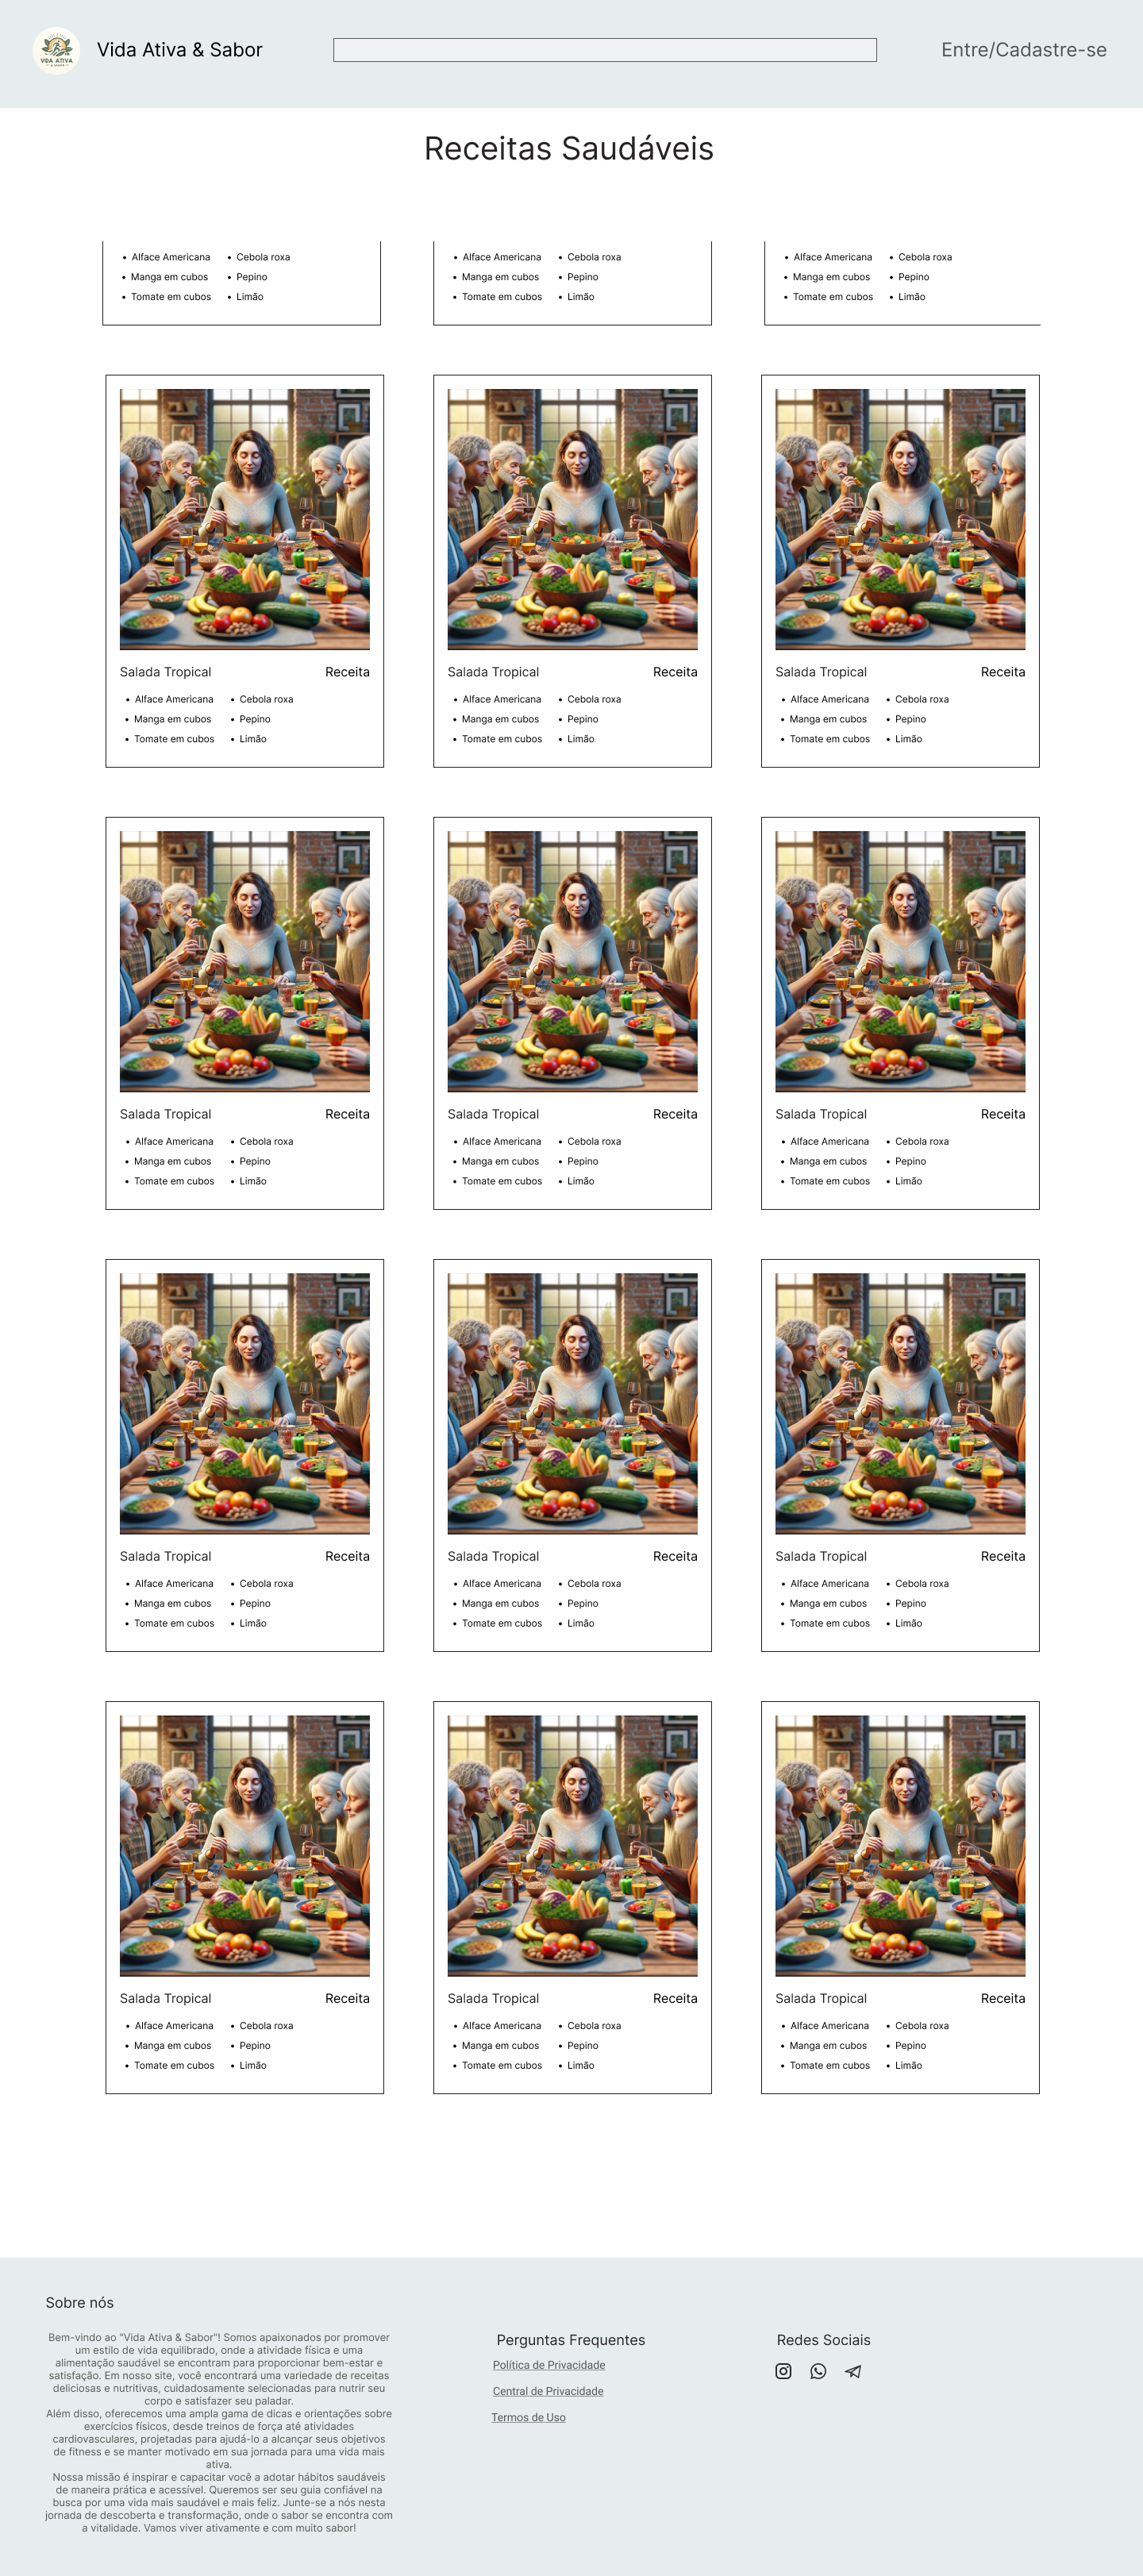 VIDA ATIVA
& SABOR
Vida Ativa & Sabor
Entre/Cadastre-se
Receitas Saudáveis
• Alface Americana • Cebola roxa
• Manga em cubos • Pepino
• Tomate em cubos • Limão
• Alface Americana • Cebola roxa
• Manga em cubos • Pepino
• Tomate em cubos • Limão
• Alface Americana • Cebola roxa
• Manga em cubos • Pepino
• Tomate em cubos • Limão
Salada Tropical Receita
• Alface Americana • Cebola roxa
• Manga em cubos • Pepino
• Tomate em cubos • Limão
Salada Tropical Receita
• Alface Americana • Cebola roxa
• Manga em cubos • Pepino
• Tomate em cubos • Limão
Salada Tropical Receita
• Alface Americana • Cebola roxa
• Manga em cubos • Pepino
• Tomate em cubos • Limão
Salada Tropical Receita
• Alface Americana • Cebola roxa
• Manga em cubos • Pepino
• Tomate em cubos • Limão
Salada Tropical Receita
• Alface Americana • Cebola roxa
• Manga em cubos • Pepino
• Tomate em cubos • Limão
Salada Tropical Receita
• Alface Americana • Cebola roxa
• Manga em cubos • Pepino
• Tomate em cubos • Limão
Salada Tropical Receita
• Alface Americana • Cebola roxa
• Manga em cubos • Pepino
• Tomate em cubos • Limão
Salada Tropical Receita
• Alface Americana • Cebola roxa
• Manga em cubos • Pepino
• Tomate em cubos • Limão
Salada Tropical Receita
• Alface Americana • Cebola roxa
• Manga em cubos • Pepino
• Tomate em cubos • Limão
Salada Tropical Receita
• Alface Americana • Cebola roxa
• Manga em cubos • Pepino
• Tomate em cubos • Limão
Salada Tropical Receita
• Alface Americana • Cebola roxa
• Manga em cubos • Pepino
• Tomate em cubos • Limão
Salada Tropical Receita
• Alface Americana • Cebola roxa
• Manga em cubos • Pepino
• Tomate em cubos • Limão
Sobre nós
Bem-vindo ao "Vida Ativa & Sabor"! Somos apaixonados por promover
um estilo de vida equilibrado, onde a atividade física e uma
alimentação saudável se encontram para proporcionar bem-estar e
satisfação. Em nosso site, você encontrará uma variedade de receitas
deliciosas e nutritivas, cuidadosamente selecionadas para nutrir seu
corpo e satisfazer seu paladar.
Além disso, oferecemos uma ampla gama de dicas e orientações sobre
exercícios físicos, desde treinos de força até atividades
cardiovasculares, projetadas para ajudá-lo a alcançar seus objetivos
de fitness e se manter motivado em sua jornada para uma vida mais
ativa.
Nossa missão é inspirar e capacitar você a adotar hábitos saudáveis
de maneira prática e acessível. Queremos ser seu guia confiável na
busca por uma vida mais saudável e mais feliz. Junte-se a nós nesta
jornada de descoberta e transformação, onde o sabor se encontra com
a vitalidade. Vamos viver ativamente e com muito sabor!
Perguntas Frequentes
Política de Privacidade
Central de Privacidade
Termos de Uso
Redes Sociais